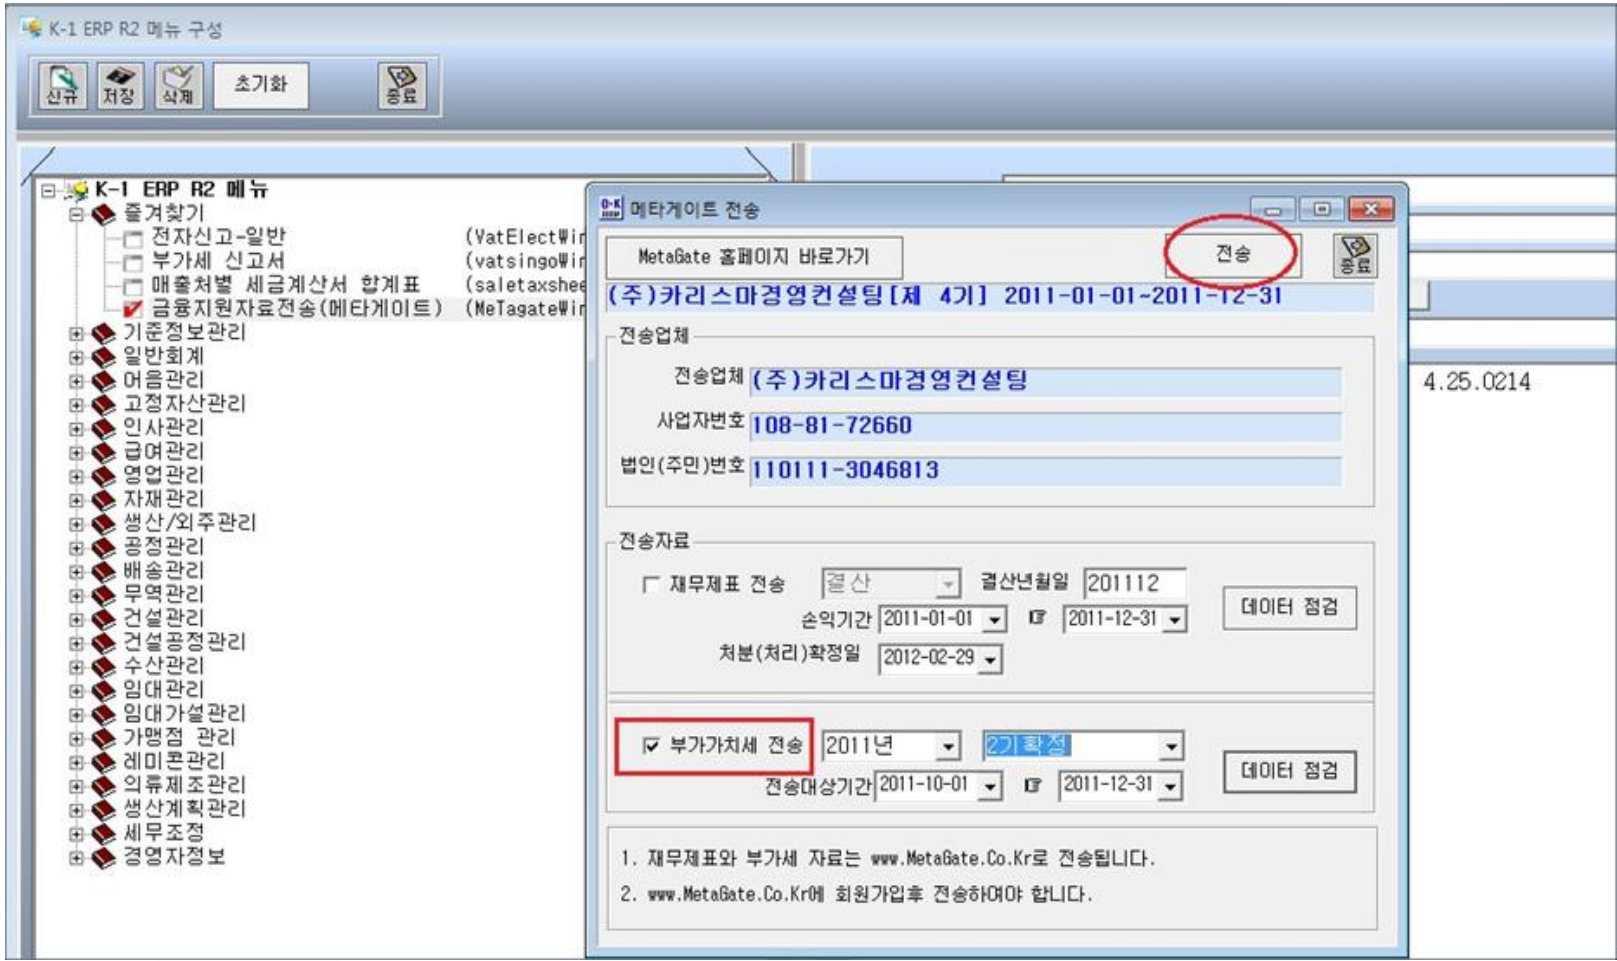 K-1 ERP R2 메뉴 구성
신규 저장 삭제 초기화 종료
K-1 ERP R2 메뉴
즐겨찾기
전자신고-일반 (VatElectWin
부가세 신고서 (vatsingoWin
매출처별 세금계산서 합계표 (saletaxshee
금융지원자료전송(메타게이트) (MeTagateWin
기준정보관리
일반회계
어음관리
고정자산관리
인사관리
급여관리
영업관리
자재관리
생산/외주관리
공정관리
배송관리
무역관리
건설관리
건설공정관리
수산관리
임대관리
임대가설관리
가맹점 관리
레미콘관리
의류제조관리
생산계획관리
세무조정
경영자정보
메타게이트 전송
MetaGate 홈페이지 바로가기 전송 종료
(주)카리스마경영컨설팅[제 4기] 2011-01-01~2011-12-31
전송업체
전송업체 (주)카리스마경영컨설팅
사업자번호 108-81-72660
법인(주민)번호 110111-3046813
전송자료
재무제표 전송 결산 결산년월일 201112
손익기간 2011-01-01 ☞ 2011-12-31
데이터 점검
처분(처리)확정일 2012-02-29
부가가치세 전송 2011년 2기확정
전송대상기간 2011-10-01 ☞ 2011-12-31
데이터 점검
1. 재무제표와 부가세 자료는 www.MetaGate.Co.Kr로 전송됩니다.
2. www.MetaGate.Co.Kr에 회원가입후 전송하여야 합니다.
4.25.0214